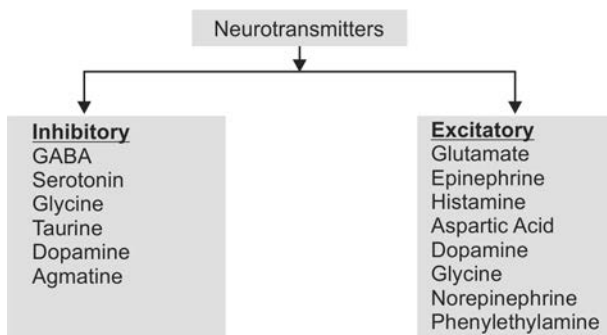 Neurotransmitters
Inhibitory
GABA
Serotonin
Glycine
Taurine
Dopamine
Agmatine
Excitatory
Glutamate
Epinephrine
Histamine
Aspartic Acid
Dopamine
Glycine
Norepinephrine
Phenylethylamine